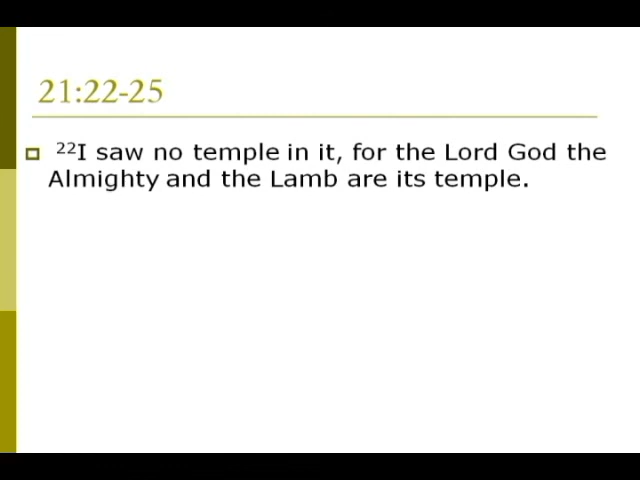 21:22-25
²²I saw no temple in it, for the Lord God the
Almighty and the Lamb are its temple.